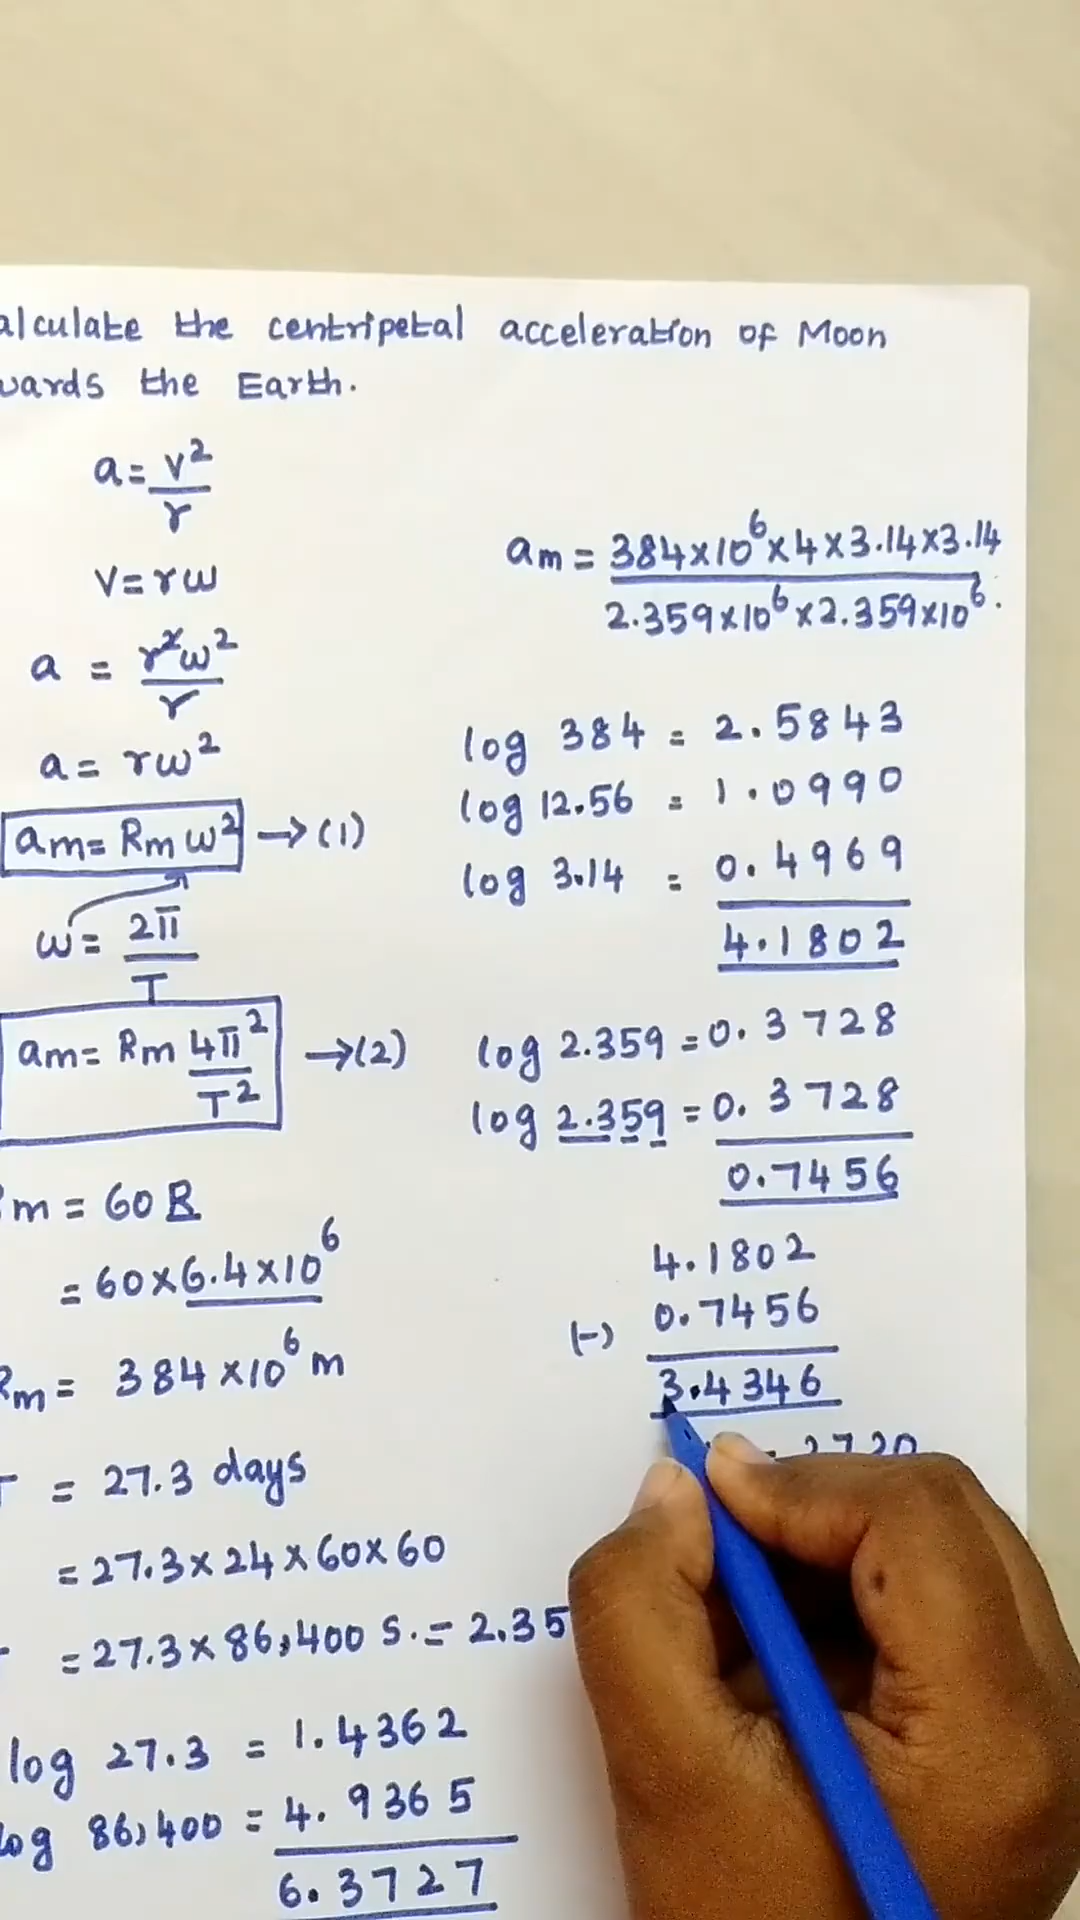 alculate the centripetal acceleration of Moon
wards the Earth.
a = v²/r
v = rω
a = r²ω²/r
a = rω²
am = Rm ω² → (1)
ω = 2π/T
am = Rm 4π²/T² → (2)
m = 60 R
= 60 × 6.4 × 10⁶
Rm = 384 × 10⁶ m
= 27.3 days
= 27.3 × 24 × 60 × 60
= 27.3 × 86,400 s. = 2.35
log 27.3 = 1.4362
log 86,400 = 4.9365
6.3727
am = 384×10⁶×4×3.14×3.14
2.359×10⁶×2.359×10⁶.
log 384 = 2.5843
log 12.56 = 1.0990
log 3.14 = 0.4969
4.1802
log 2.359 = 0.3728
log 2.359 = 0.3728
0.7456
4.1802
(-) 0.7456
3.4346
2720